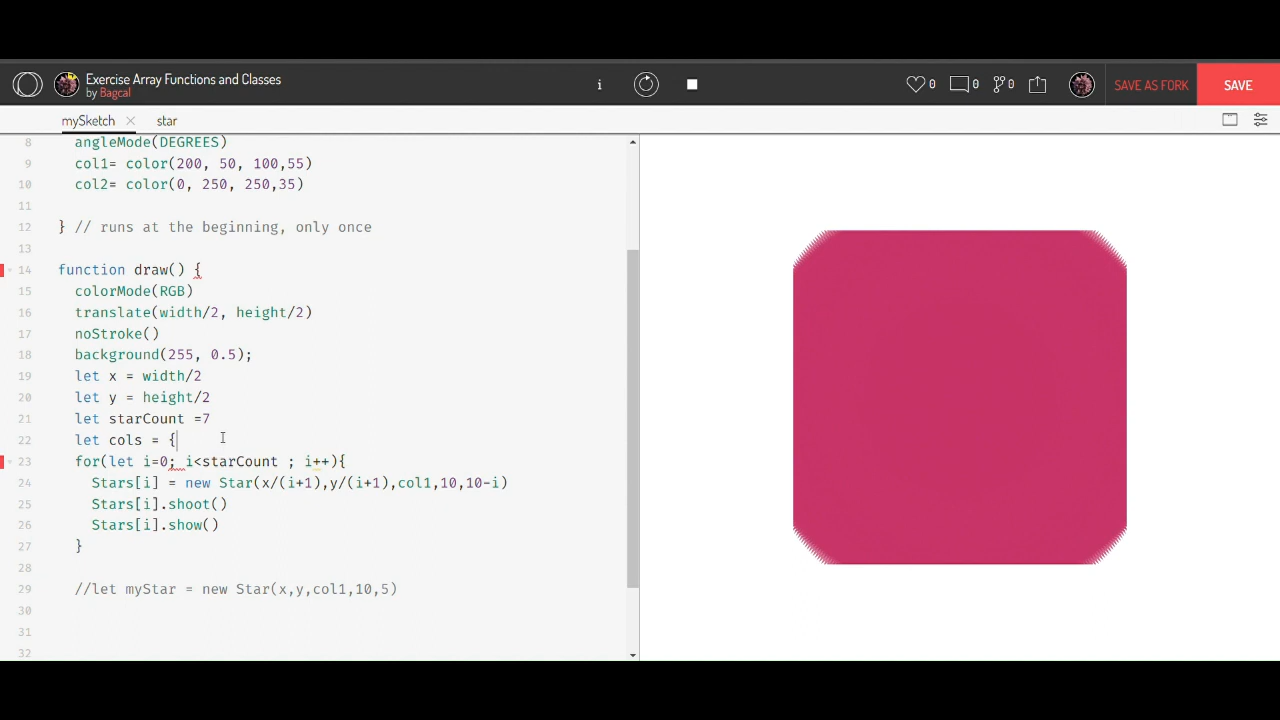 Exercise Array Functions and Classes
by Bagcal
i
0
0
0
SAVE AS FORK
SAVE
mySketch
star
8 angleMode(DEGREES)
9 col1= color(200, 50, 100,55)
10 col2= color(0, 250, 250,35)
11
12 } // runs at the beginning, only once
13
14 function draw() {
15 colorMode(RGB)
16 translate(width/2, height/2)
17 noStroke()
18 background(255, 0.5);
19 let x = width/2
20 let y = height/2
21 let starCount =7
22 let cols = {
23 for(let i=0; i<starCount ; i++){
24 Stars[i] = new Star(x/(i+1),y/(i+1),col1,10,10-i)
25 Stars[i].shoot()
26 Stars[i].show()
27 }
28
29 //let myStar = new Star(x,y,col1,10,5)
30
31
32